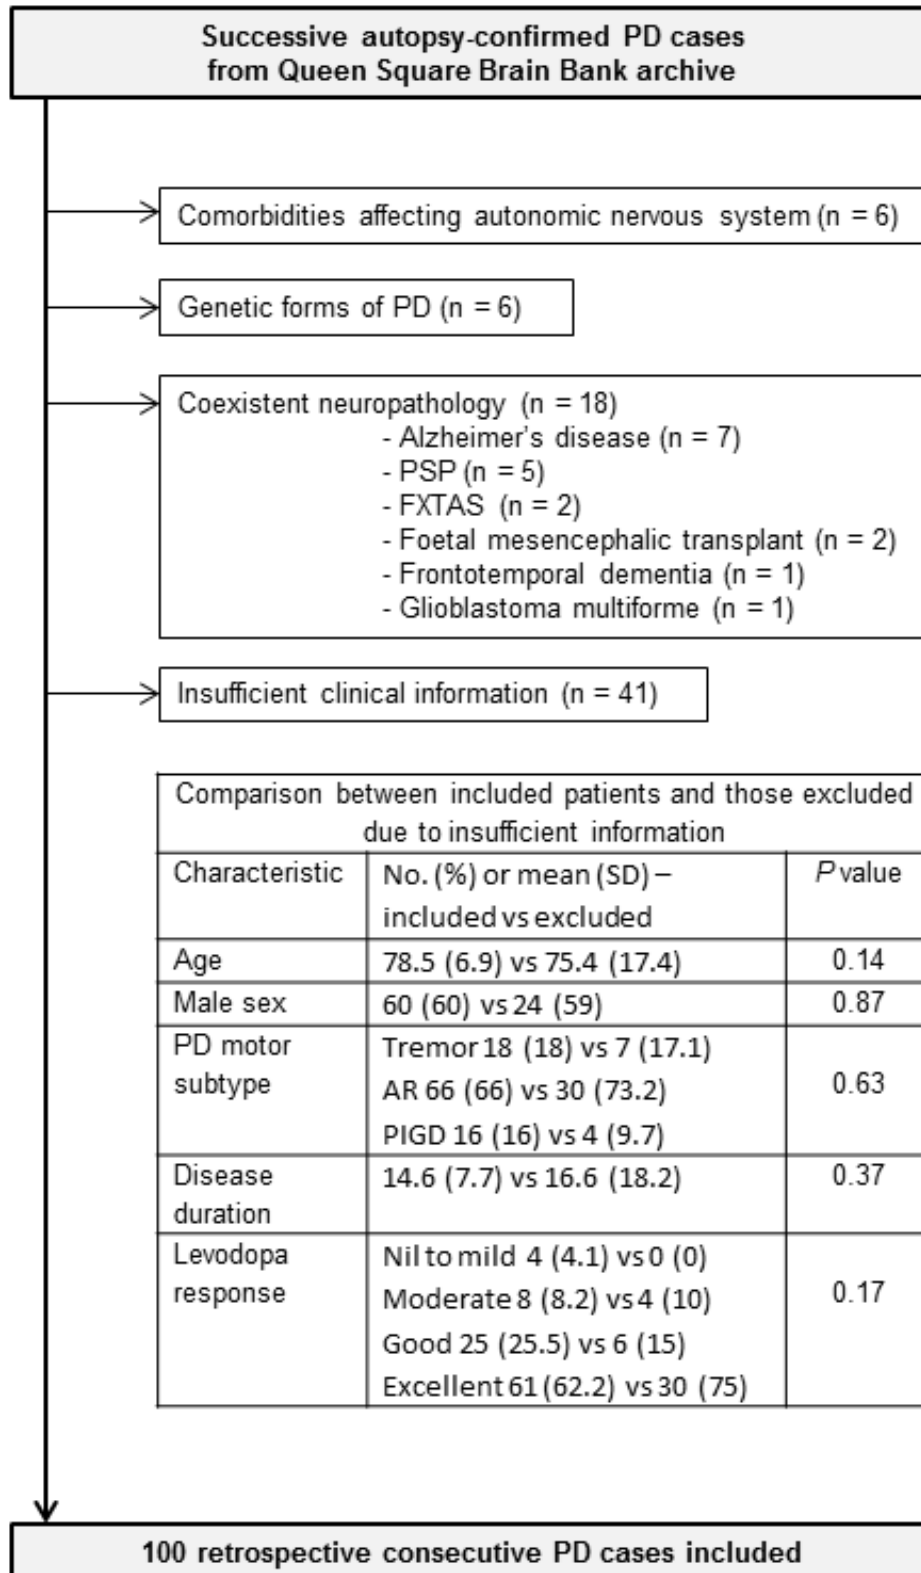 Successive autopsy-confirmed PD cases
from Queen Square Brain Bank archive
Comorbidities affecting autonomic nervous system (n = 6)
Genetic forms of PD (n = 6)
Coexistent neuropathology (n = 18)
- Alzheimer's disease (n = 7)
- PSP (n = 5)
- FXTAS (n = 2)
- Foetal mesencephalic transplant (n = 2)
- Frontotemporal dementia (n = 1)
- Glioblastoma multiforme (n = 1)
Insufficient clinical information (n = 41)
Comparison between included patients and those excluded
due to insufficient information
Characteristic No. (%) or mean (SD) – P value
included vs excluded
Age 78.5 (6.9) vs 75.4 (17.4) 0.14
Male sex 60 (60) vs 24 (59) 0.87
PD motor Tremor 18 (18) vs 7 (17.1)
subtype AR 66 (66) vs 30 (73.2) 0.63
PIGD 16 (16) vs 4 (9.7)
Disease 14.6 (7.7) vs 16.6 (18.2) 0.37
duration
Levodopa Nil to mild 4 (4.1) vs 0 (0)
response Moderate 8 (8.2) vs 4 (10) 0.17
Good 25 (25.5) vs 6 (15)
Excellent 61 (62.2) vs 30 (75)
100 retrospective consecutive PD cases included